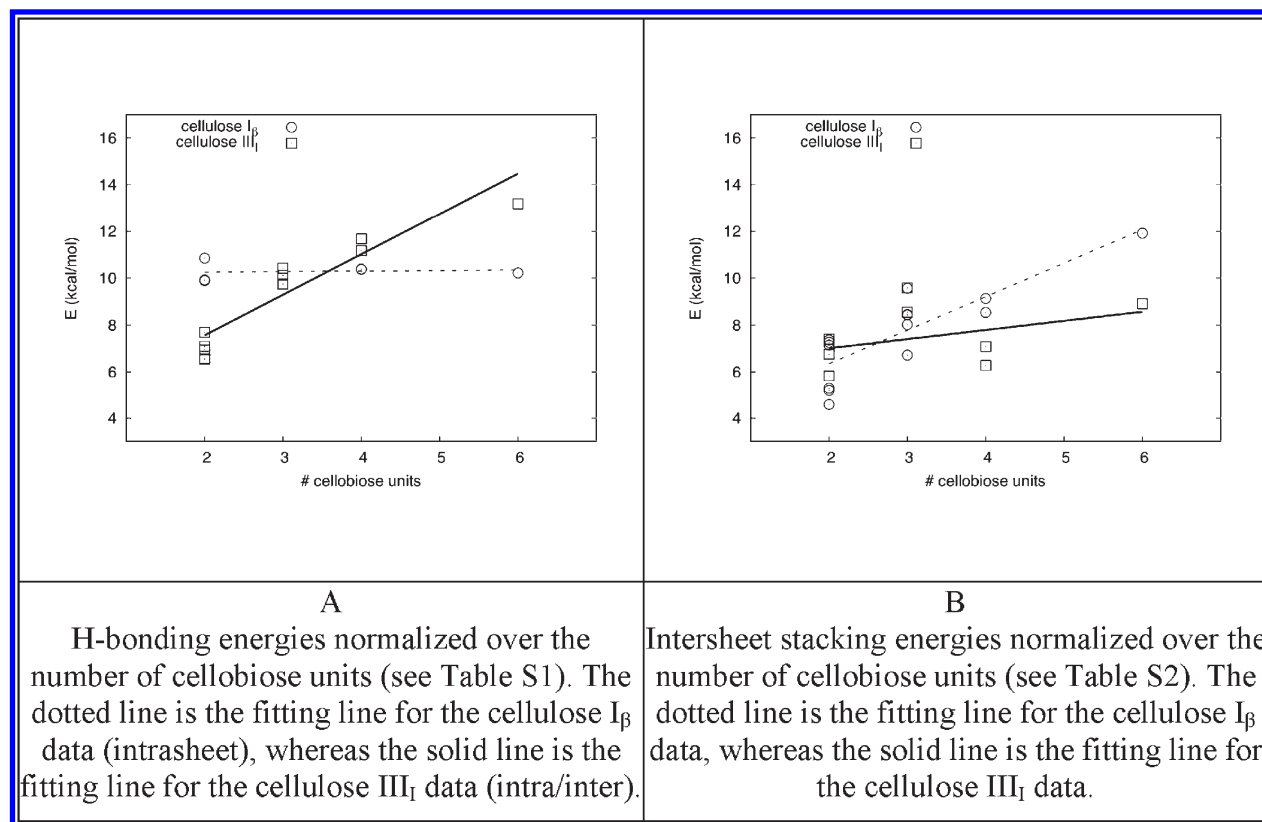 cellulose Iβ
cellulose IIII
16
14
12
10
8
6
4
E (kcal/mol)
2
3
4
5
6
# cellobiose units
cellulose Iβ
cellulose IIII
16
14
12
10
8
6
4
E (kcal/mol)
2
3
4
5
6
# cellobiose units
A
H-bonding energies normalized over the
number of cellobiose units (see Table S1). The
dotted line is the fitting line for the cellulose Iβ
data (intrasheet), whereas the solid line is the
fitting line for the cellulose IIII data (intra/inter).
B
Intersheet stacking energies normalized over the
number of cellobiose units (see Table S2). The
dotted line is the fitting line for the cellulose Iβ
data, whereas the solid line is the fitting line for
the cellulose IIII data.